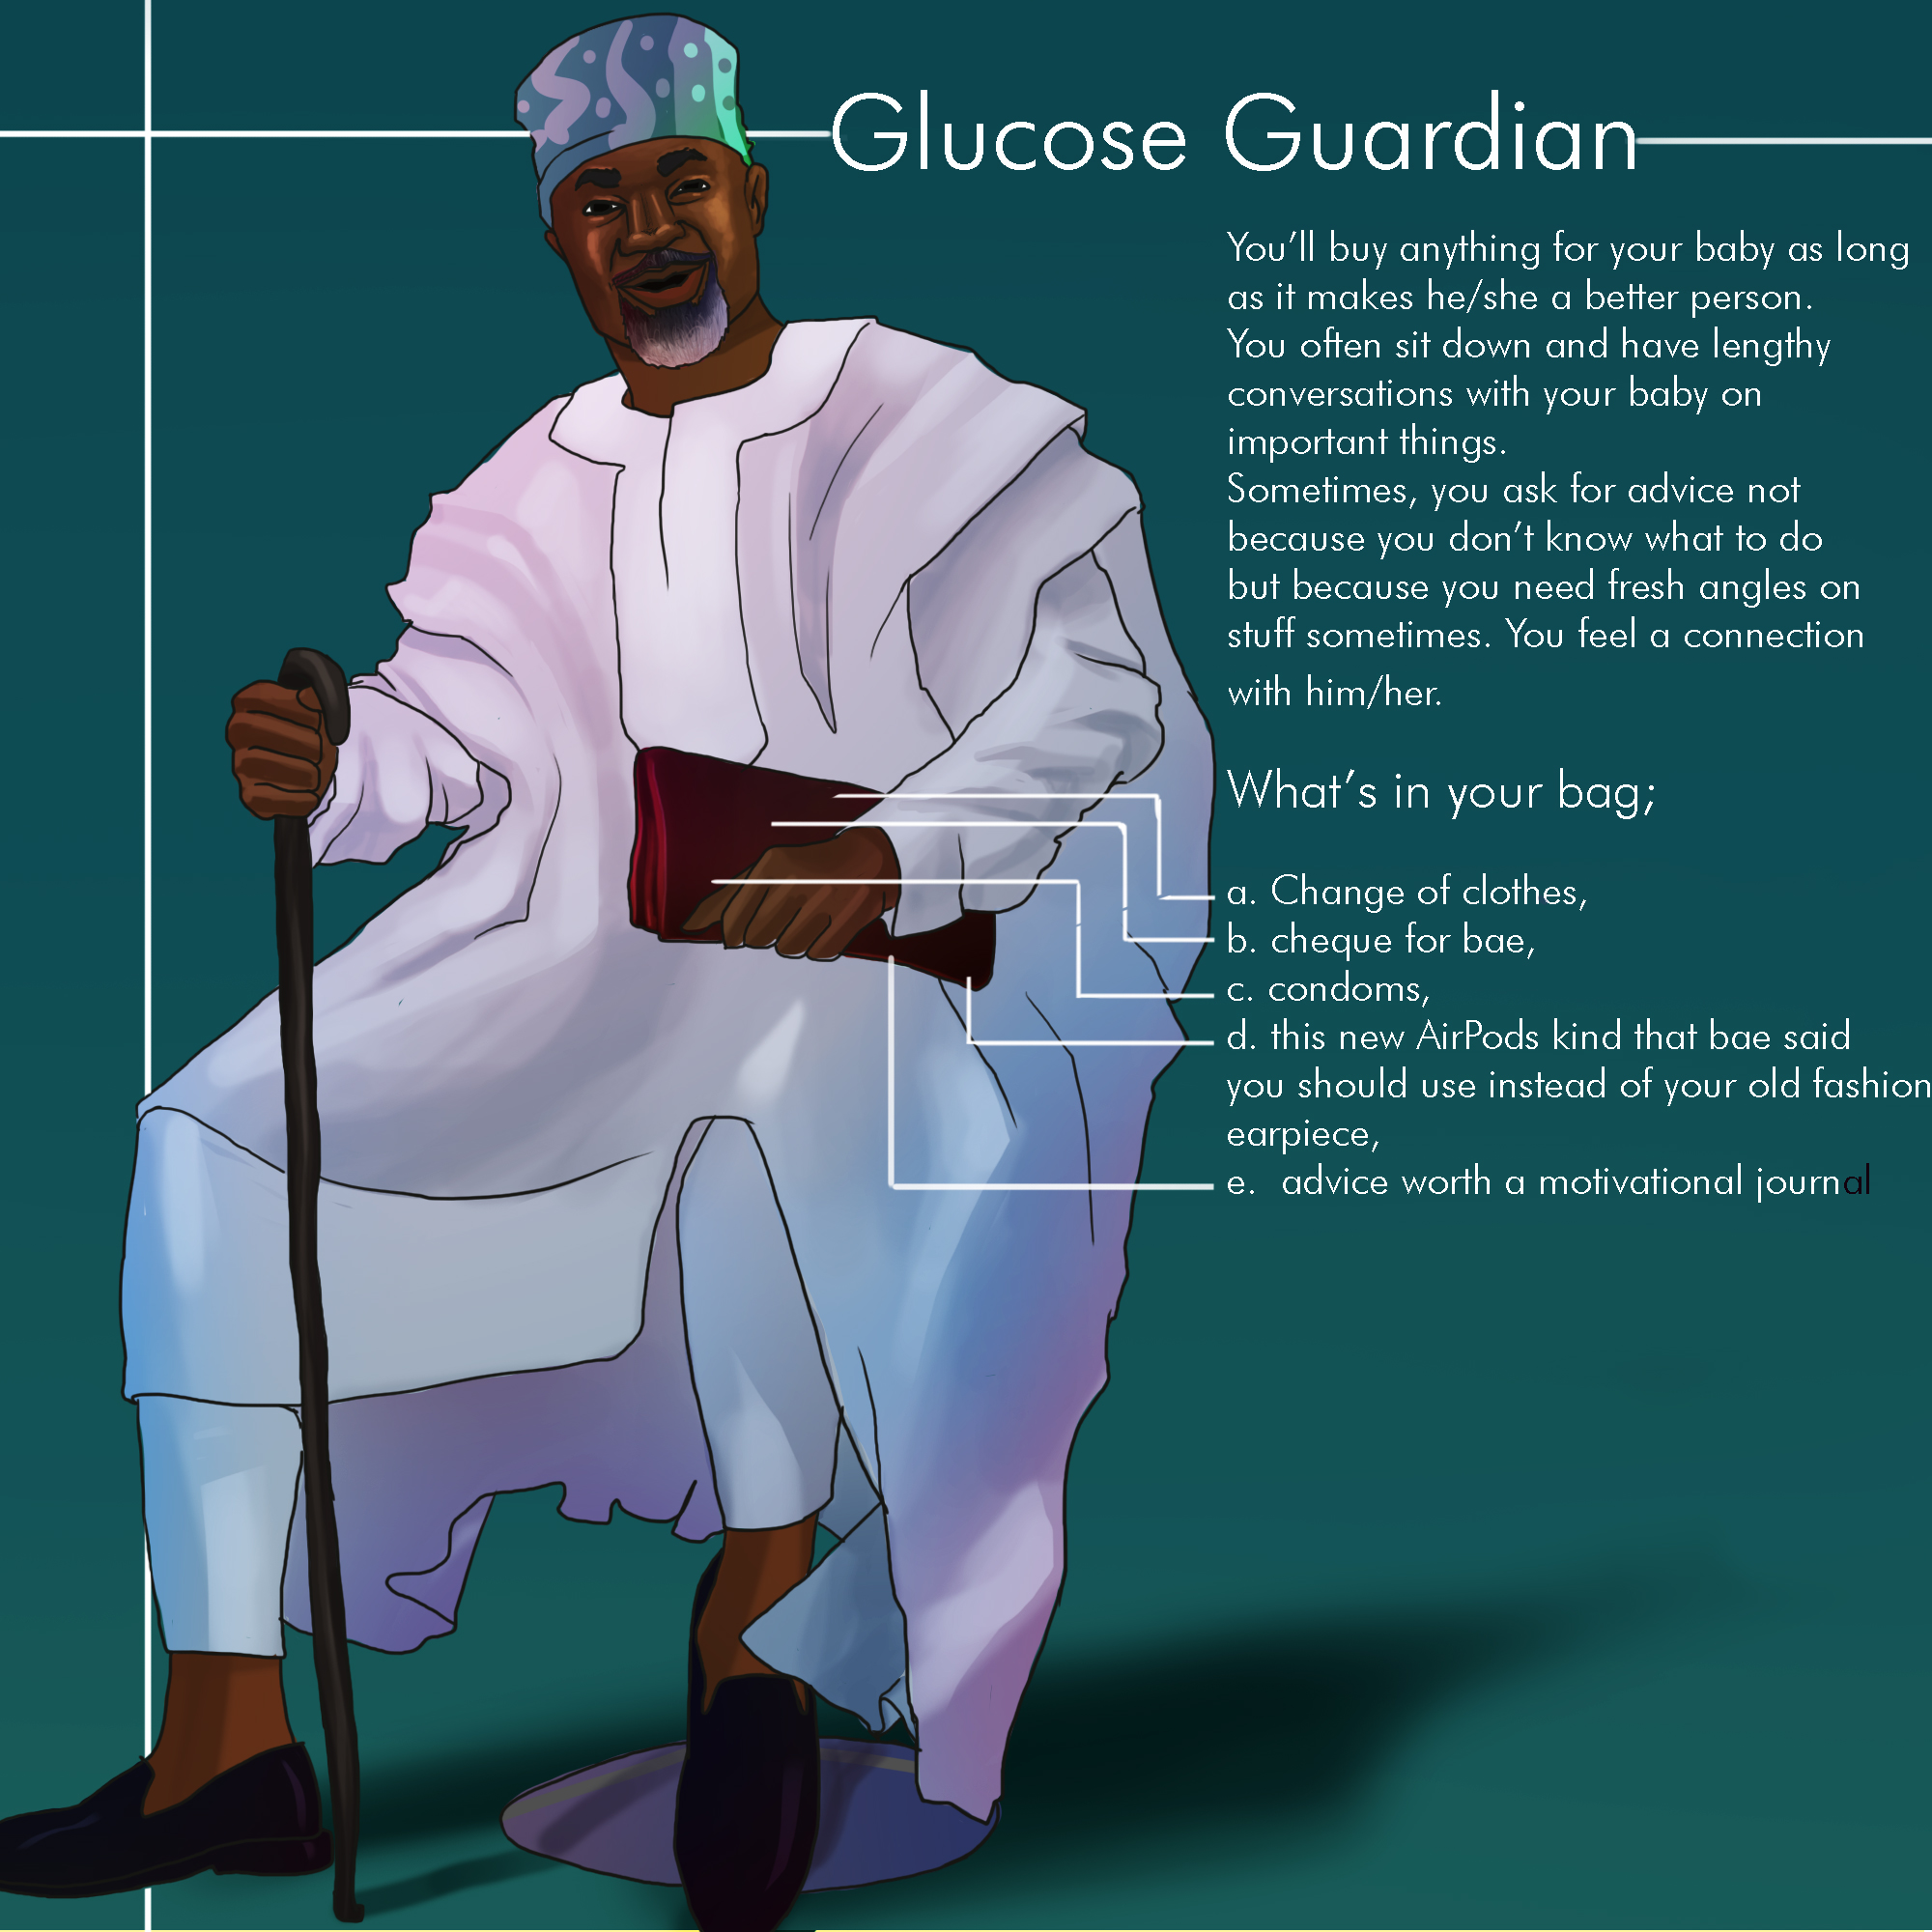 Glucose Guardian
You'll buy anything for your baby as long
as it makes he/she a better person.
You often sit down and have lengthy
conversations with your baby on
important things.
Sometimes, you ask for advice not
because you don't know what to do
but because you need fresh angles on
stuff sometimes. You feel a connection
with him/her.
What's in your bag;
a. Change of clothes,
b. cheque for bae,
c. condoms,
d. this new AirPods kind that bae said
you should use instead of your old fashion
earpiece,
e. advice worth a motivational journal